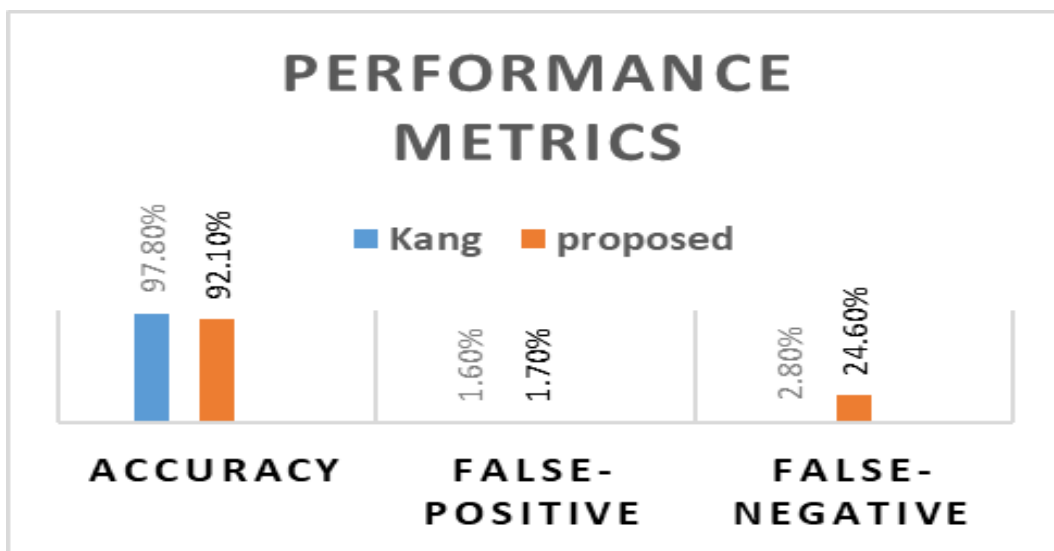 PERFORMANCE
METRICS
Kang proposed
97.80%
92.10%
1.60%
1.70%
2.80%
24.60%
ACCURACY
FALSE-
POSITIVE
FALSE-
NEGATIVE